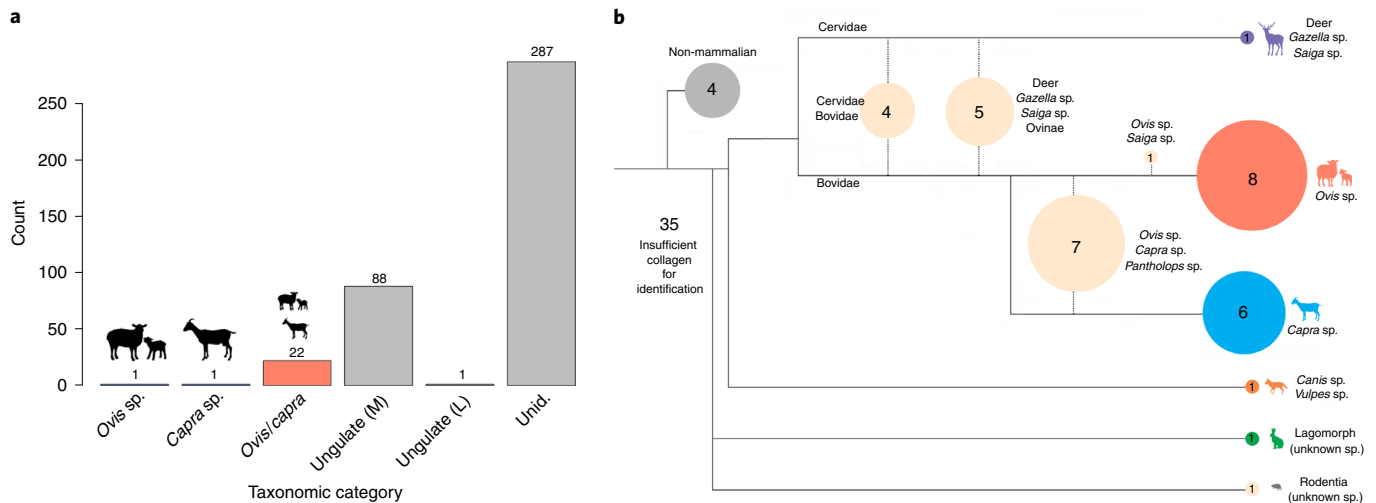 a
Count
250
200
150
100
50
0
1
1
22
88
1
287
Ovis sp.
Capra sp.
Ovis/capra
Ungulate (M)
Ungulate (L)
Unid.
Taxonomic category
b
Non-mammalian
4
35
Insufficient
collagen
for
identification
Cervidae
Cervidae
Bovidae
4
5
Deer
Gazella sp.
Saiga sp.
Ovinae
Bovidae
Ovis sp.
Saiga sp.
1
7
Ovis sp.
Capra sp.
Pantholops sp.
1
Deer
Gazella sp.
Saiga sp.
8
Ovis sp.
6
Capra sp.
1
Canis sp.
Vulpes sp.
1
Lagomorph
(unknown sp.)
1
Rodentia
(unknown sp.)